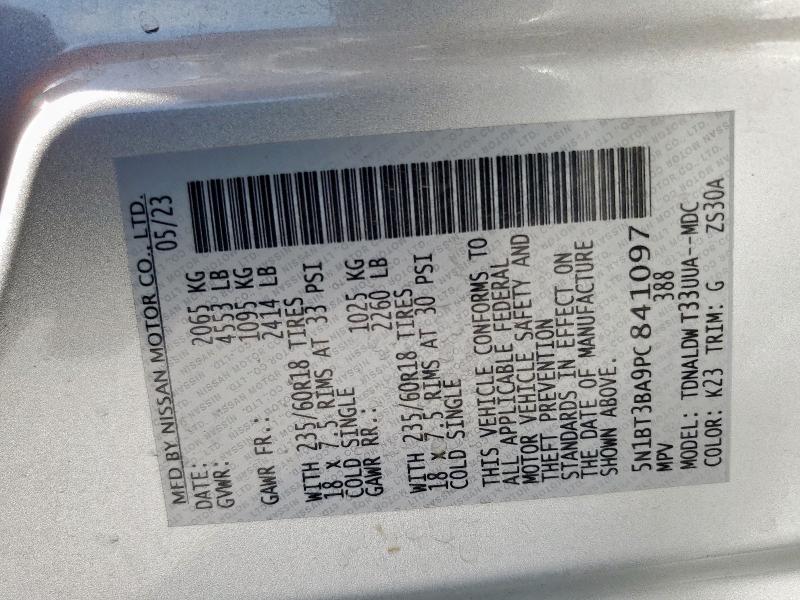 MFD BY NISSAN MOTOR CO., LTD.
DATE: 05/23
GVWR: 2065 KG
4553 LB
GAWR FR.: 1095 KG
2414 LB
WITH 235/60R18 TIRES
18 X 7.5 RIMS AT 33 PSI
COLD SINGLE
GAWR RR.: 1025 KG
2260 LB
WITH 235/60R18 TIRES
18 X 7.5 RIMS AT 30 PSI
COLD SINGLE
THIS VEHICLE CONFORMS TO
ALL APPLICABLE FEDERAL
MOTOR VEHICLE SAFETY AND
THEFT PREVENTION
STANDARDS IN EFFECT ON
THE DATE OF MANUFACTURE
SHOWN ABOVE.
5N1BT3BA9PC841097
MPV 388
MODEL: TDNALDWT33UUA--MDC
COLOR: K23 TRIM: G ZS30A